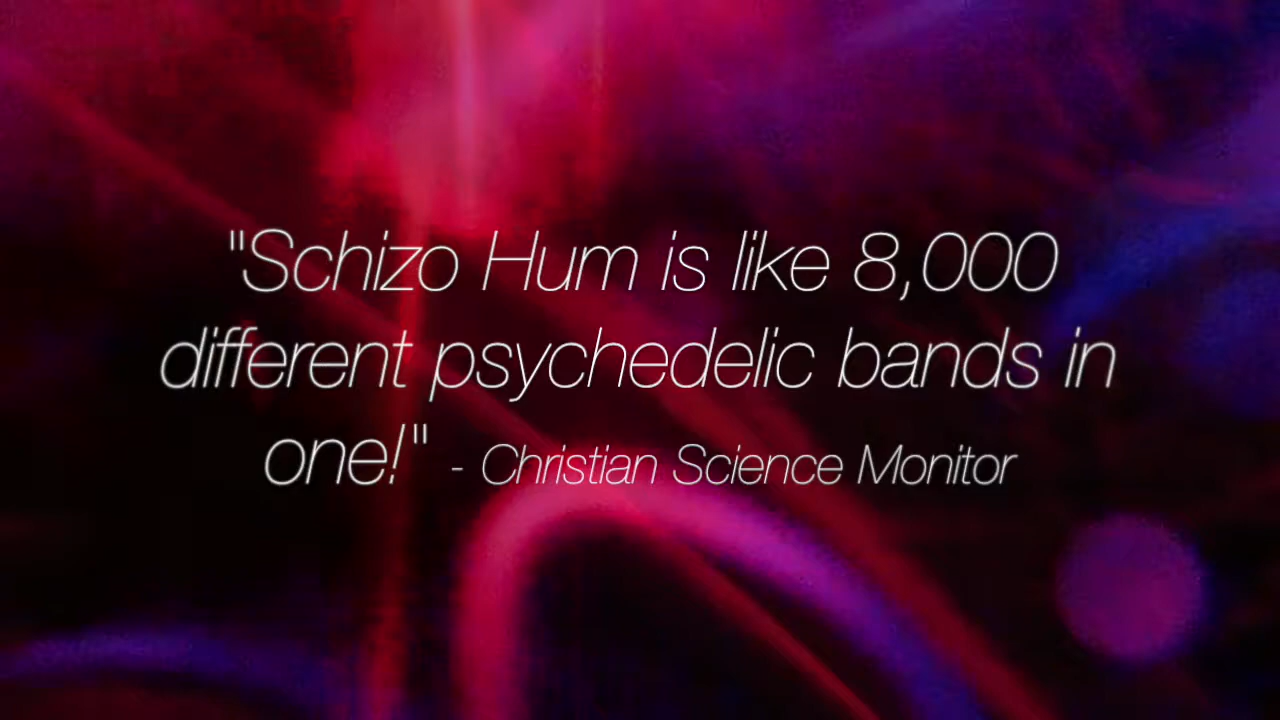 "Schizo Hum is like 8,000
different psychedelic bands in
one!" - Christian Science Monitor